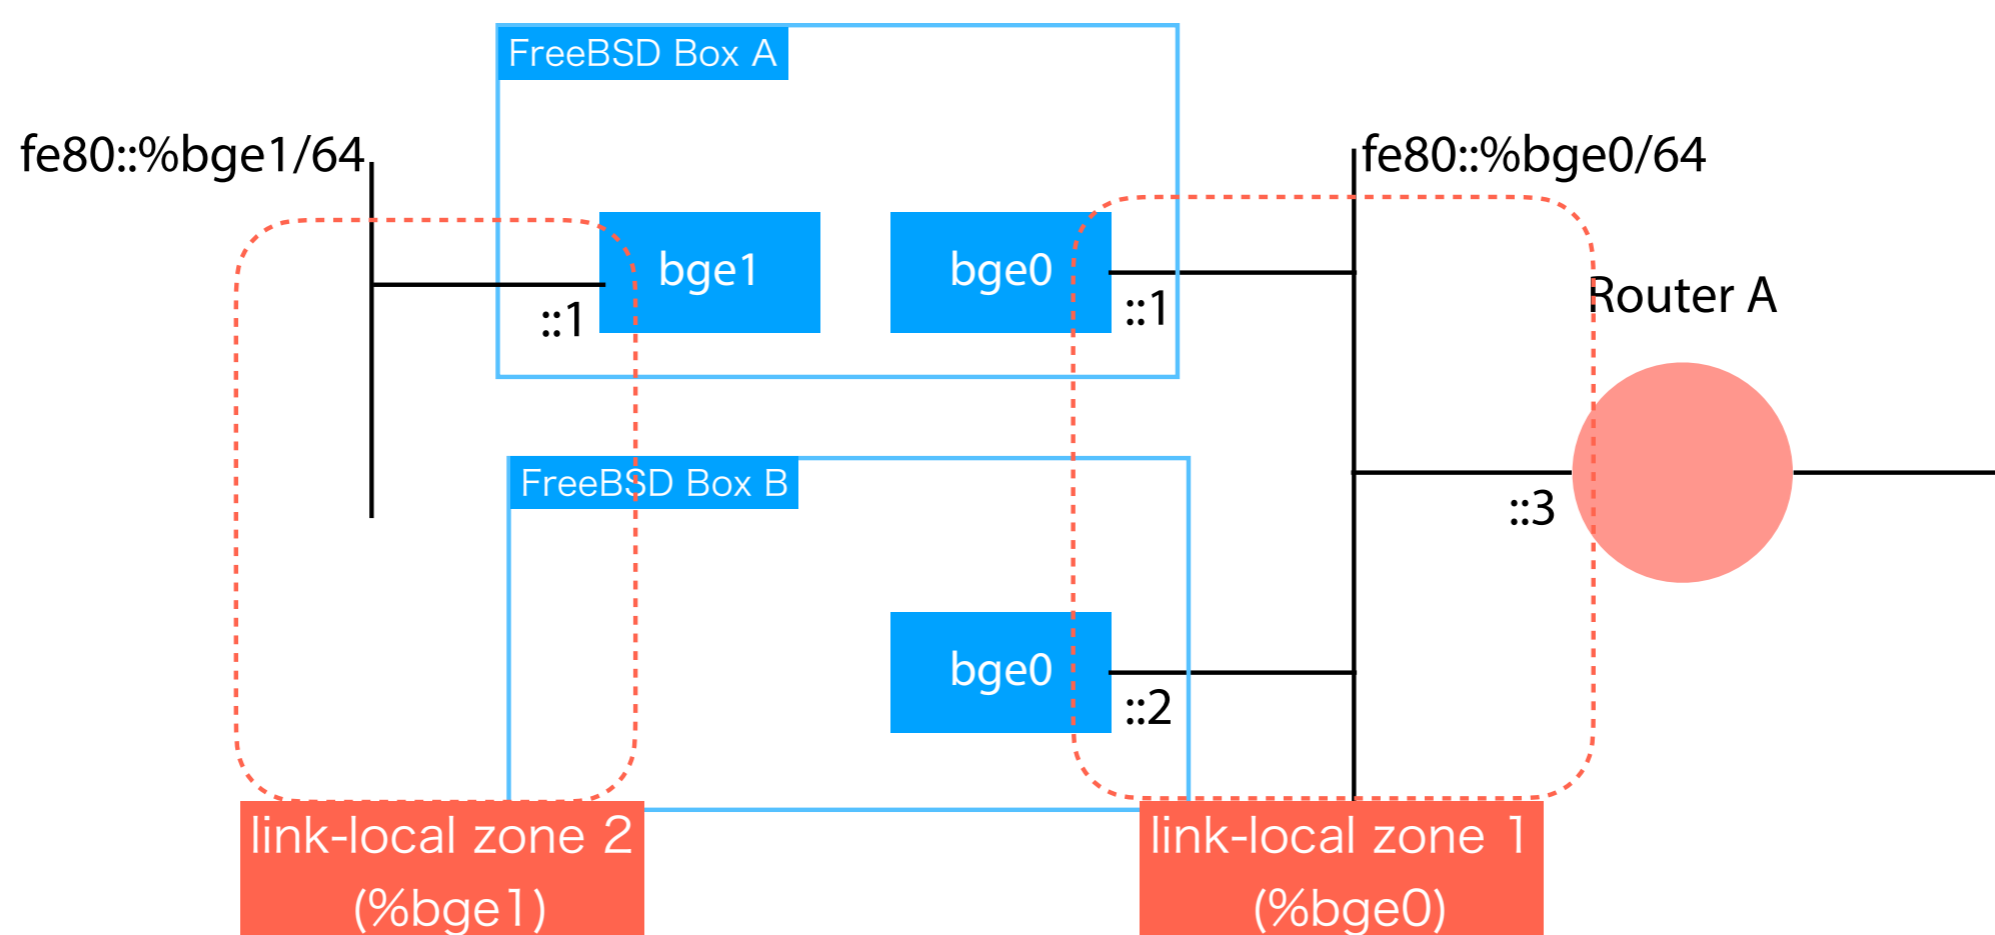 FreeBSD Box A
fe80::%bge1/64
fe80::%bge0/64
bge1
bge0
::1
::1
Router A
FreeBSD Box B
::3
bge0
::2
link-local zone 2
(%bge1)
link-local zone 1
(%bge0)